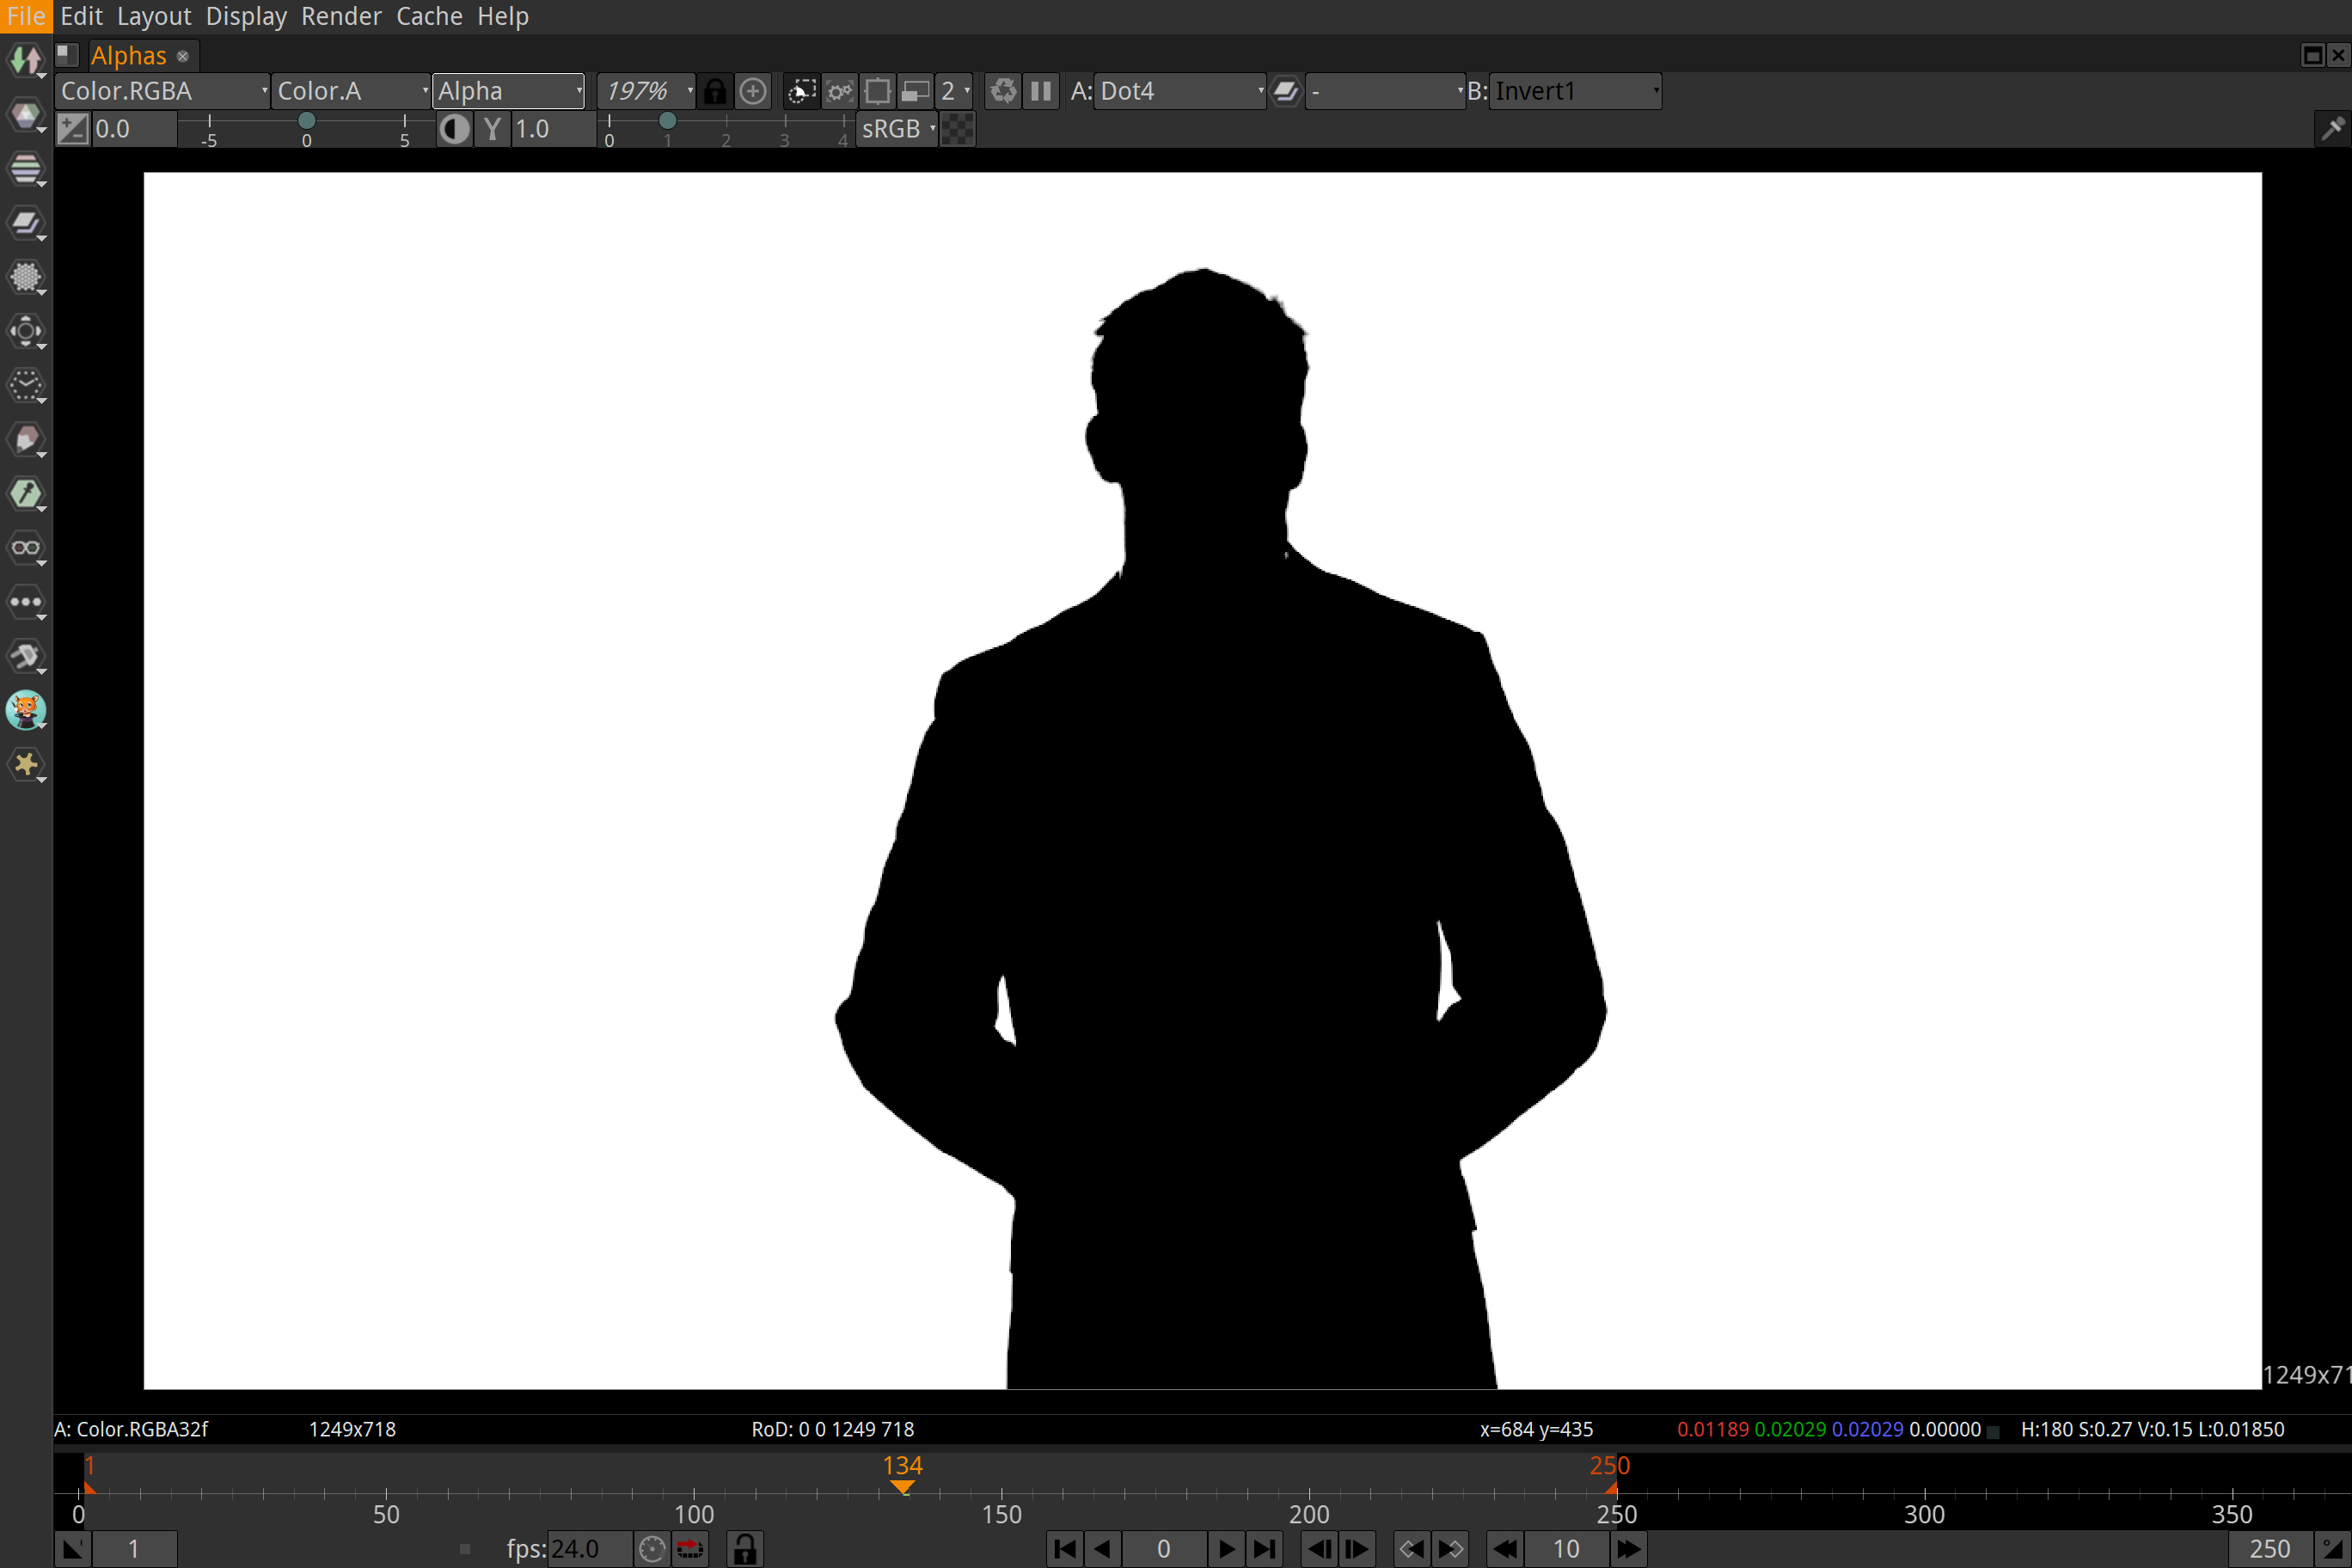 File Edit Layout Display Render Cache Help
Alphas
Color.RGBA Color.A Alpha 197% 2 A: Dot4 - B: Invert1
0.0 -5 0 5 Y 1.0 0 1 2 3 4 sRGB
1249x71
A: Color.RGBA32f 1249x718 RoD: 0 0 1249 718 x=684 y=435 0.01189 0.02029 0.02029 0.00000 H:180 S:0.27 V:0.15 L:0.01850
1 134 250
0 50 100 150 200 250 300 350
1 fps: 24.0 0 10 250